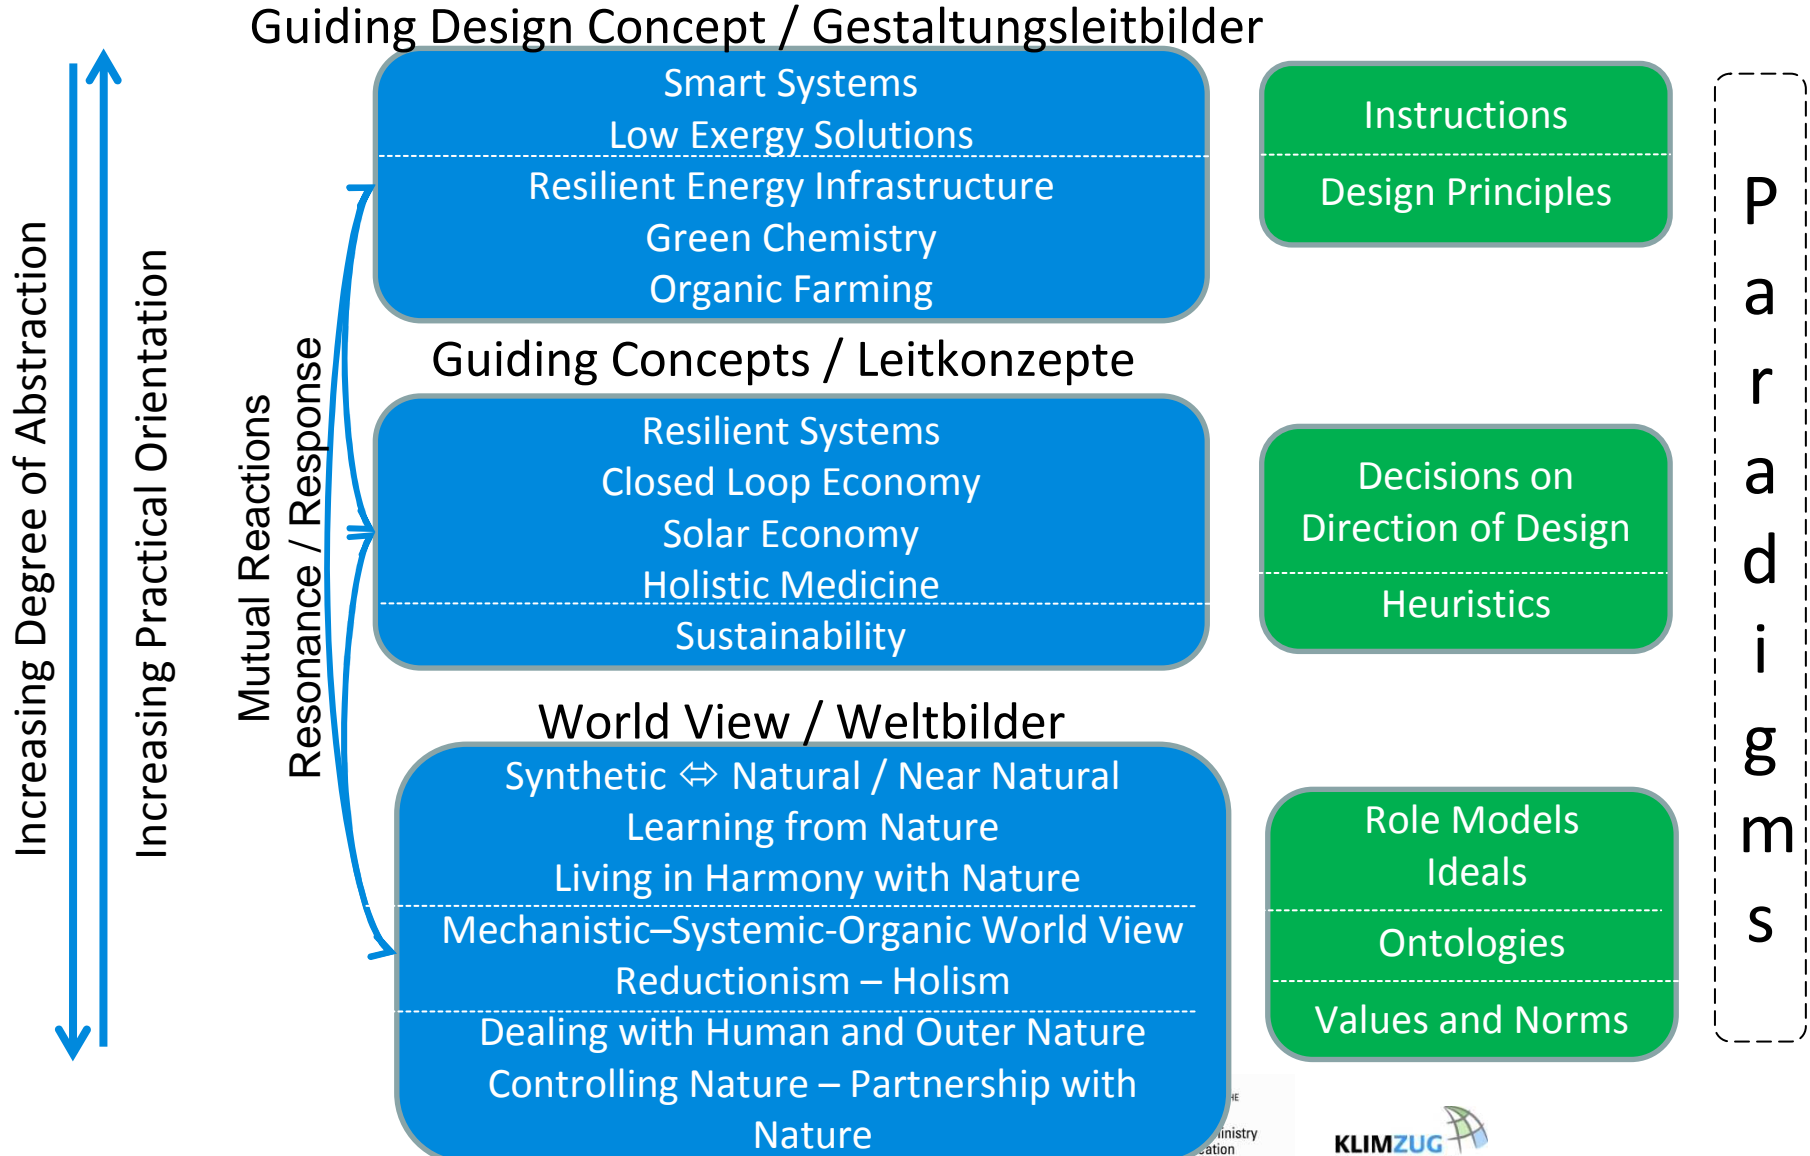 Guiding Design Concept / Gestaltungsleitbilder
Smart Systems
Low Exergy Solutions
Resilient Energy Infrastructure
Green Chemistry
Organic Farming
Instructions
Design Principles
Guiding Concepts / Leitkonzepte
Resilient Systems
Closed Loop Economy
Solar Economy
Holistic Medicine
Sustainability
Decisions on
Direction of Design
Heuristics
World View / Weltbilder
Synthetic ⇔ Natural / Near Natural
Learning from Nature
Living in Harmony with Nature
Mechanistic–Systemic-Organic World View
Reductionism – Holism
Dealing with Human and Outer Nature
Controlling Nature – Partnership with
Nature
Role Models
Ideals
Ontologies
Values and Norms
Increasing Degree of Abstraction
Increasing Practical Orientation
Mutual Reactions
Resonance / Response
Paradigms
KLIMZUG